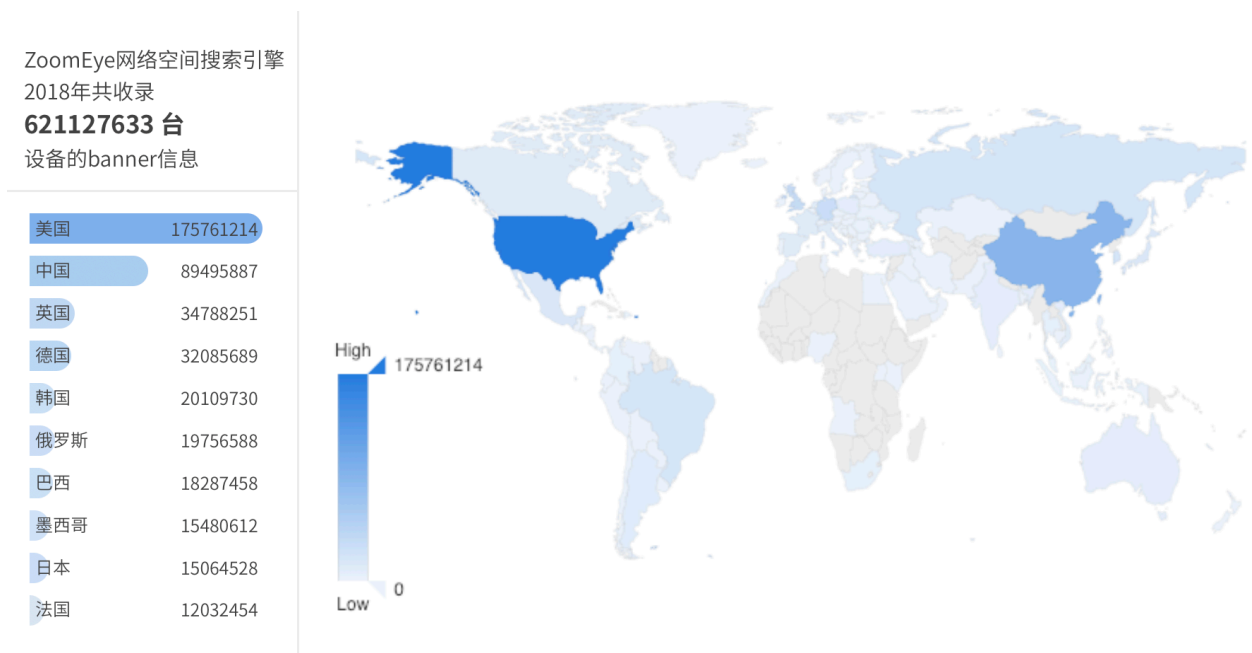 ZoomEye网络空间搜索引擎
2018年共收录
621127633 台
设备的banner信息
美国 175761214
中国 89495887
英国 34788251
德国 32085689
韩国 20109730
俄罗斯 19756588
巴西 18287458
墨西哥 15480612
日本 15064528
法国 12032454
High
175761214
0
Low